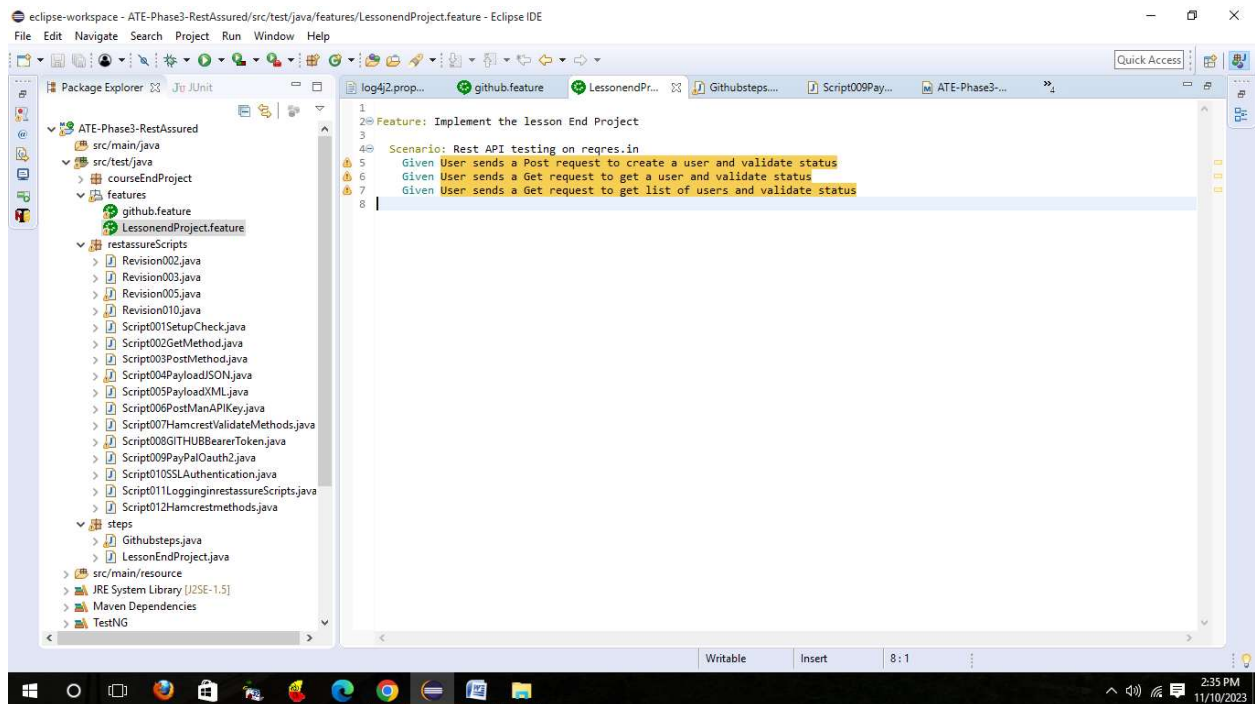 eclipse-workspace - ATE-Phase3-RestAssured/src/test/java/features/LessonendProject.feature - Eclipse IDE
File Edit Navigate Search Project Run Window Help
Quick Access
Package Explorer JUnit
log4j2.prop... github.feature LessonendPr... Githubsteps.... Script009Pay... ATE-Phase3-... »4
ATE-Phase3-RestAssured
src/main/java
src/test/java
courseEndProject
features
github.feature
LessonendProject.feature
restassureScripts
Revision002.java
Revision003.java
Revision005.java
Revision010.java
Script001SetupCheck.java
Script002GetMethod.java
Script003PostMethod.java
Script004PayloadJSON.java
Script005PayloadXML.java
Script006PostManAPIKey.java
Script007HamcrestValidateMethods.java
Script008GITHUBBearerToken.java
Script009PayPalOauth2.java
Script010SSLAuthentication.java
Script011LogginginrestassureScripts.java
Script012Hamcrestmethods.java
steps
Githubsteps.java
LessonEndProject.java
src/main/resource
JRE System Library [J2SE-1.5]
Maven Dependencies
TestNG
1
2 Feature: Implement the lesson End Project
3
4 Scenario: Rest API testing on reqres.in
5 Given User sends a Post request to create a user and validate status
6 Given User sends a Get request to get a user and validate status
7 Given User sends a Get request to get list of users and validate status
8
Writable Insert 8 : 1
2:35 PM
11/10/2023